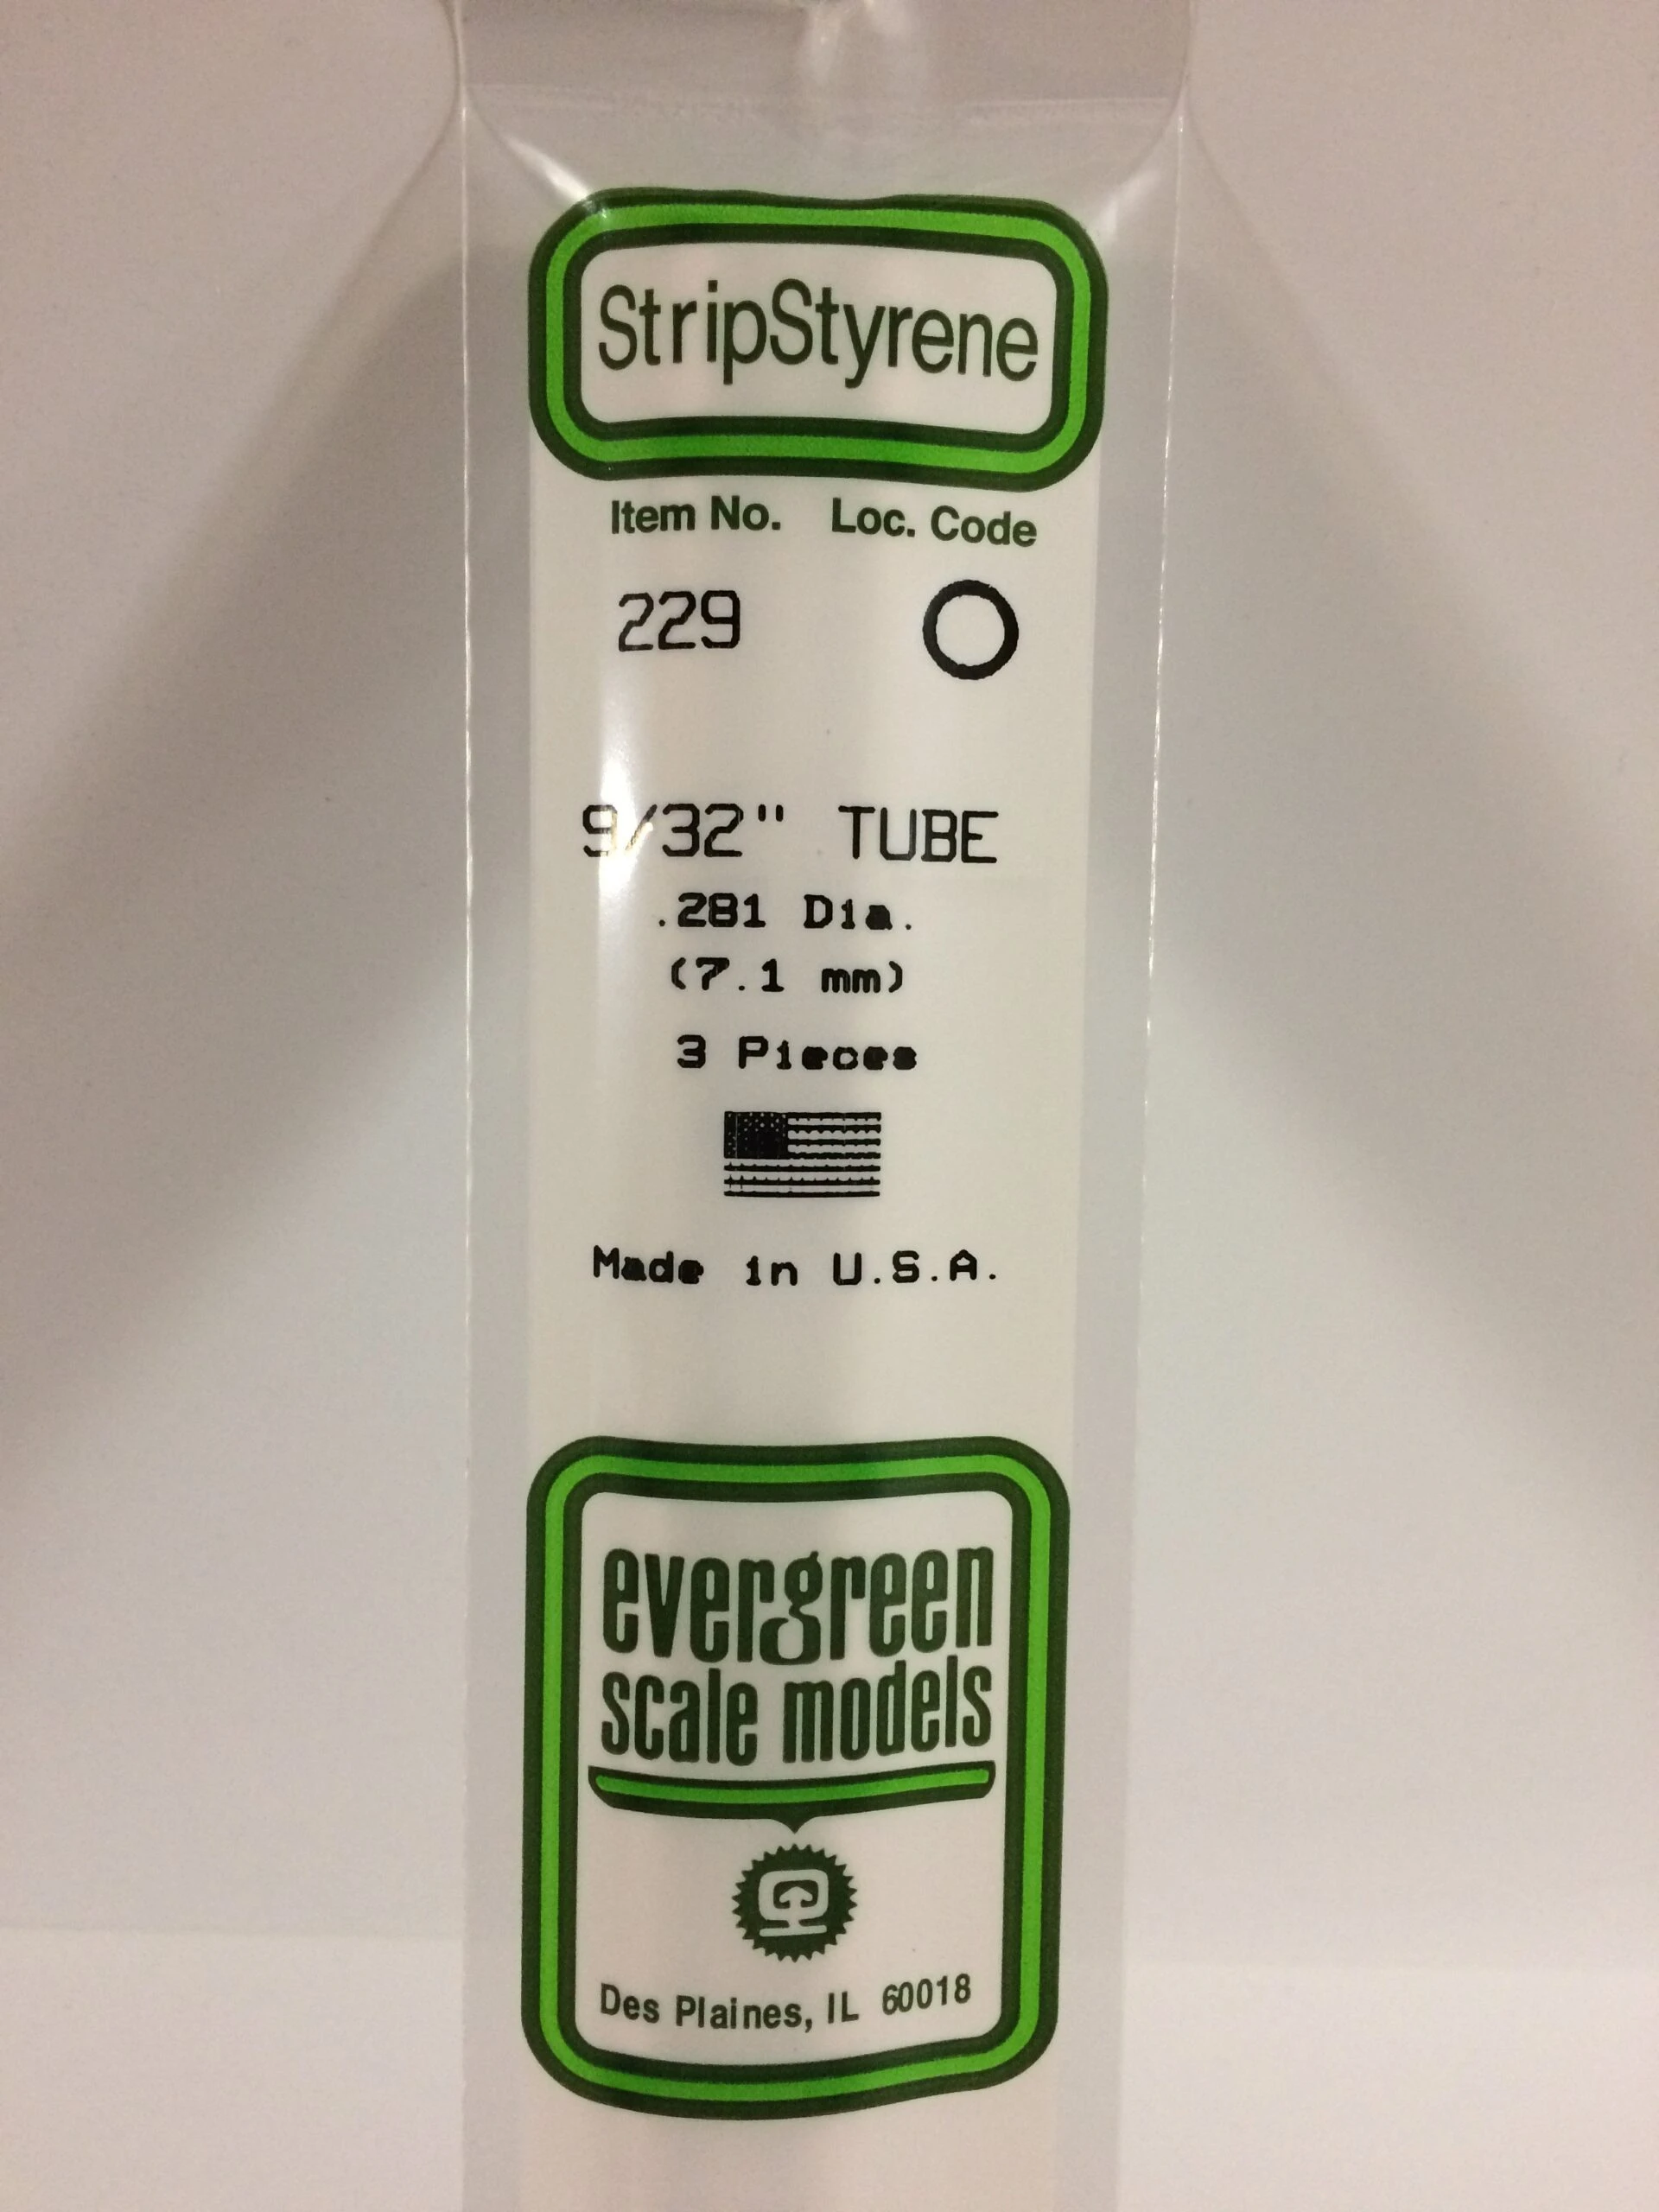 StripStyrene
Item No. Loc. Code
229
9/32" TUBE
.281 Dia.
(7.1 mm)
3 Pieces
Made in U.S.A.
evergreen
scale models
Des Plaines, IL 60018